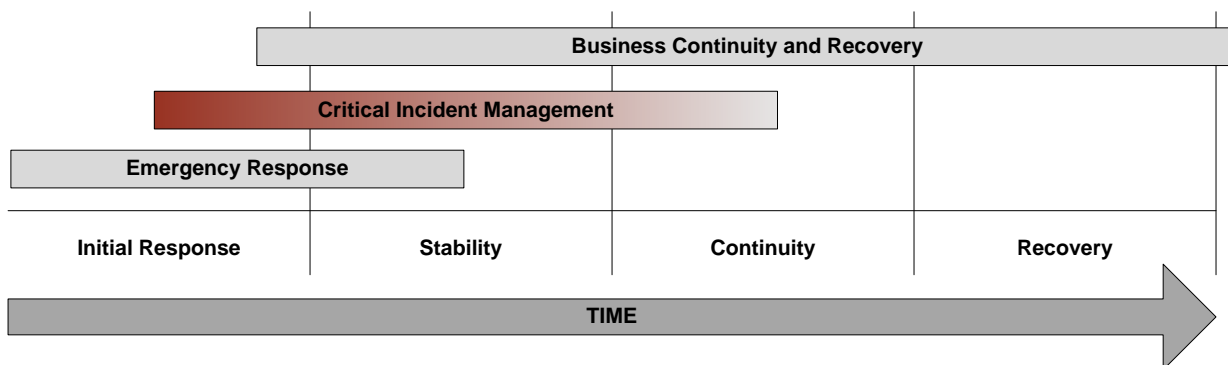 Business Continuity and Recovery
Critical Incident Management
Emergency Response
Initial Response
Stability
Continuity
Recovery
TIME